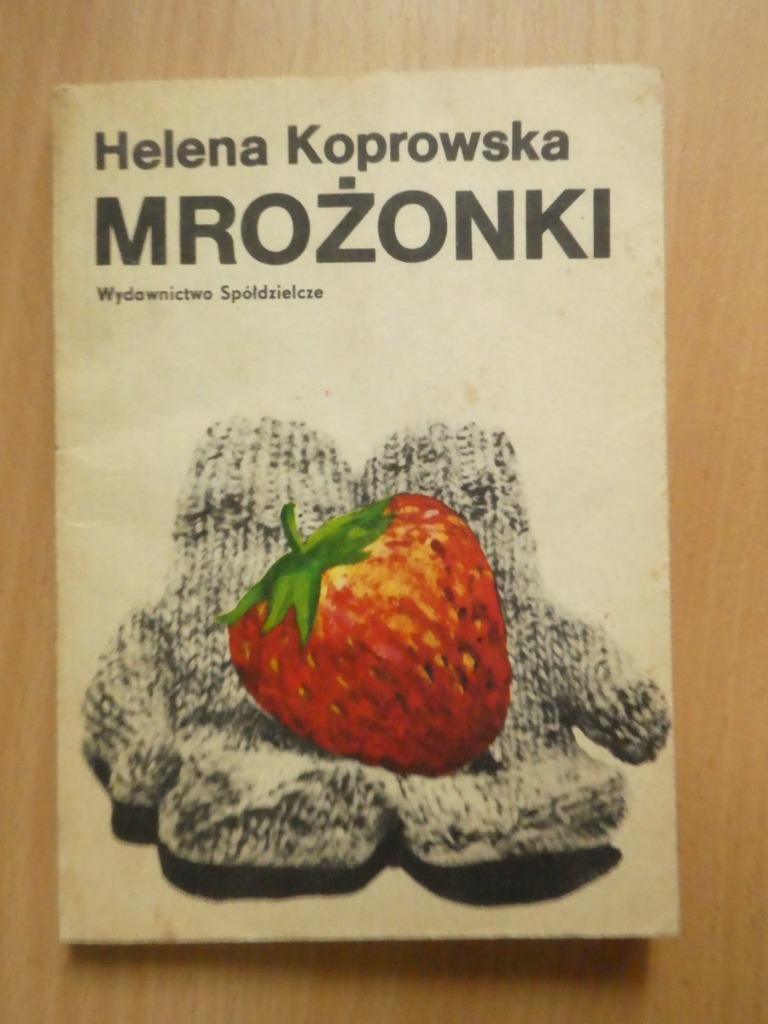 Helena Koprowska
MROŻONKI
Wydawnictwo Spółdzielcze